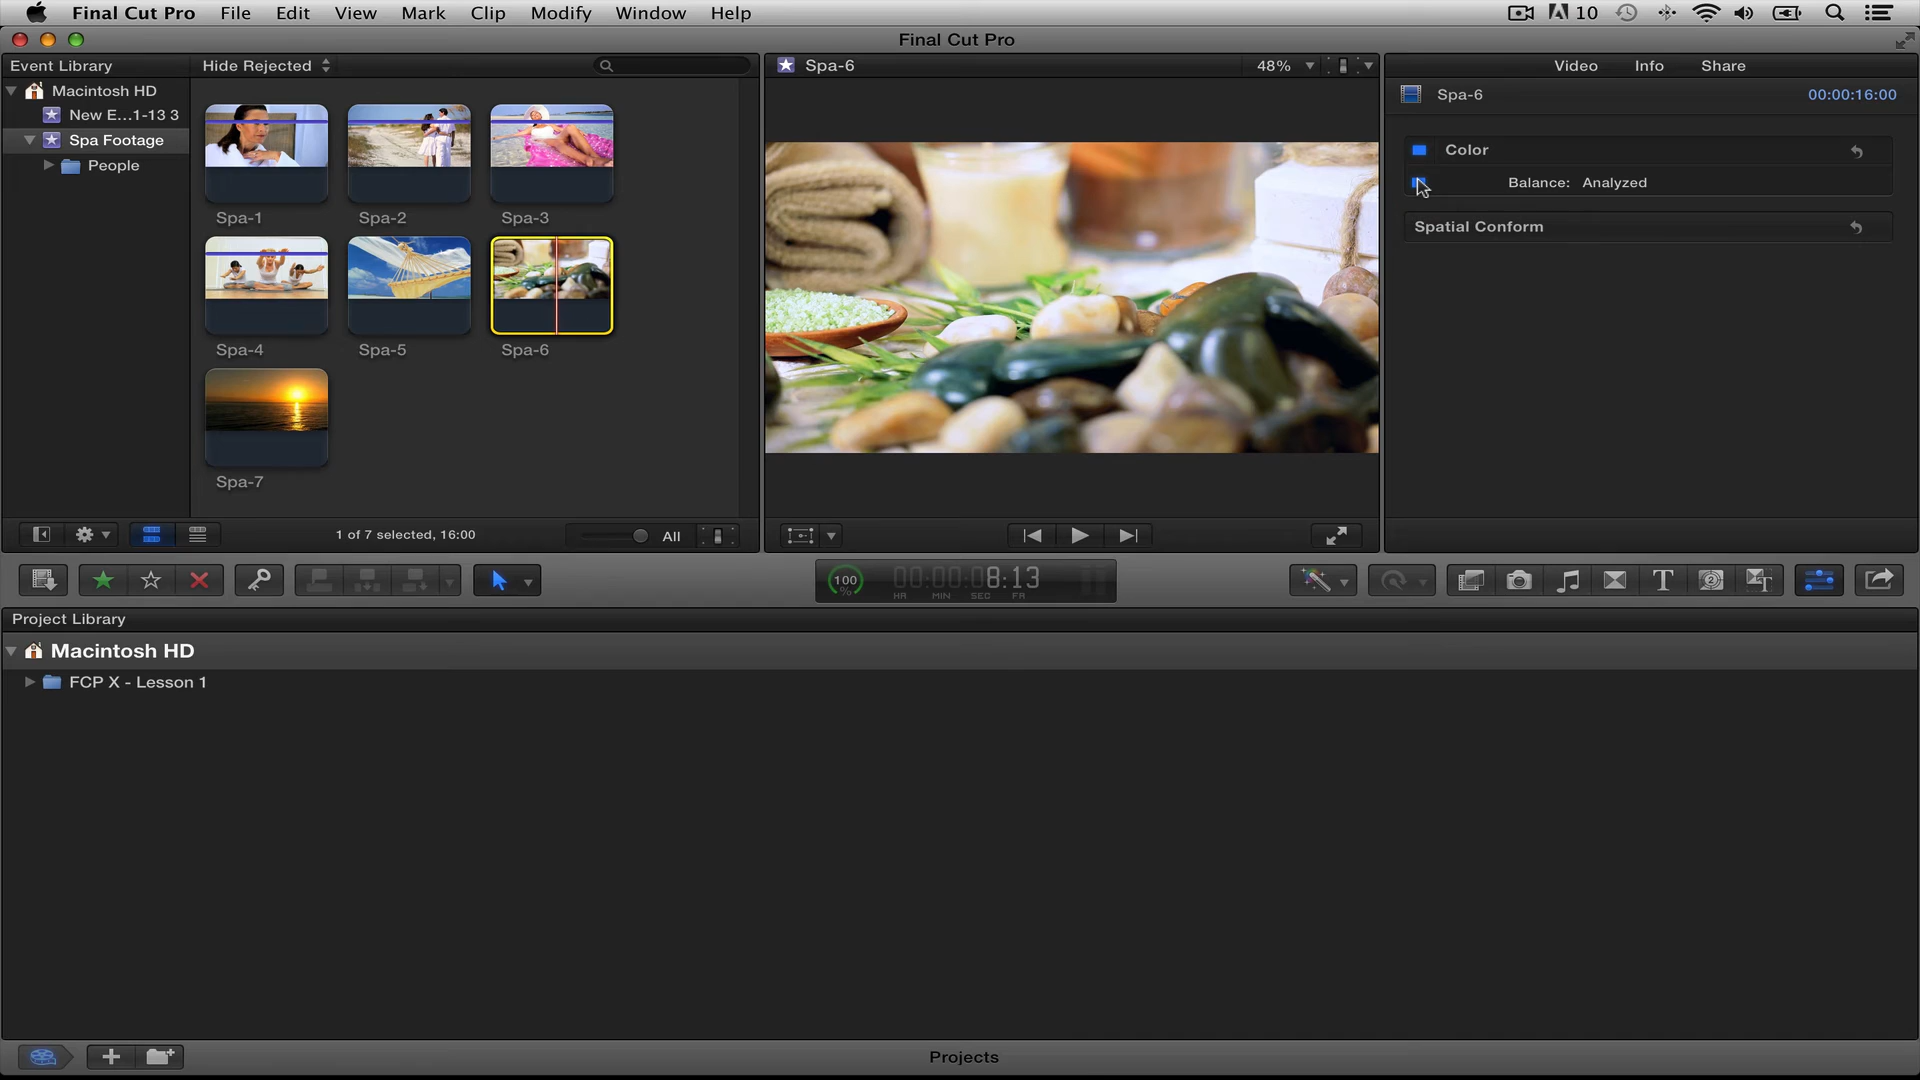 Final Cut Pro File Edit View Mark Clip Modify Window Help 10
Final Cut Pro
Event Library Hide Rejected
Macintosh HD
New E...1-13 3
Spa Footage
People
Spa-1 Spa-2 Spa-3
Spa-4 Spa-5 Spa-6
Spa-7
1 of 7 selected, 16:00 All
Spa-6 48%
Video Info Share
Spa-6 00:00:16:00
Color
Balance: Analyzed
Spatial Conform
100 % 00:00:08:13
HR MIN SEC FR
Project Library
Macintosh HD
FCP X - Lesson 1
Projects